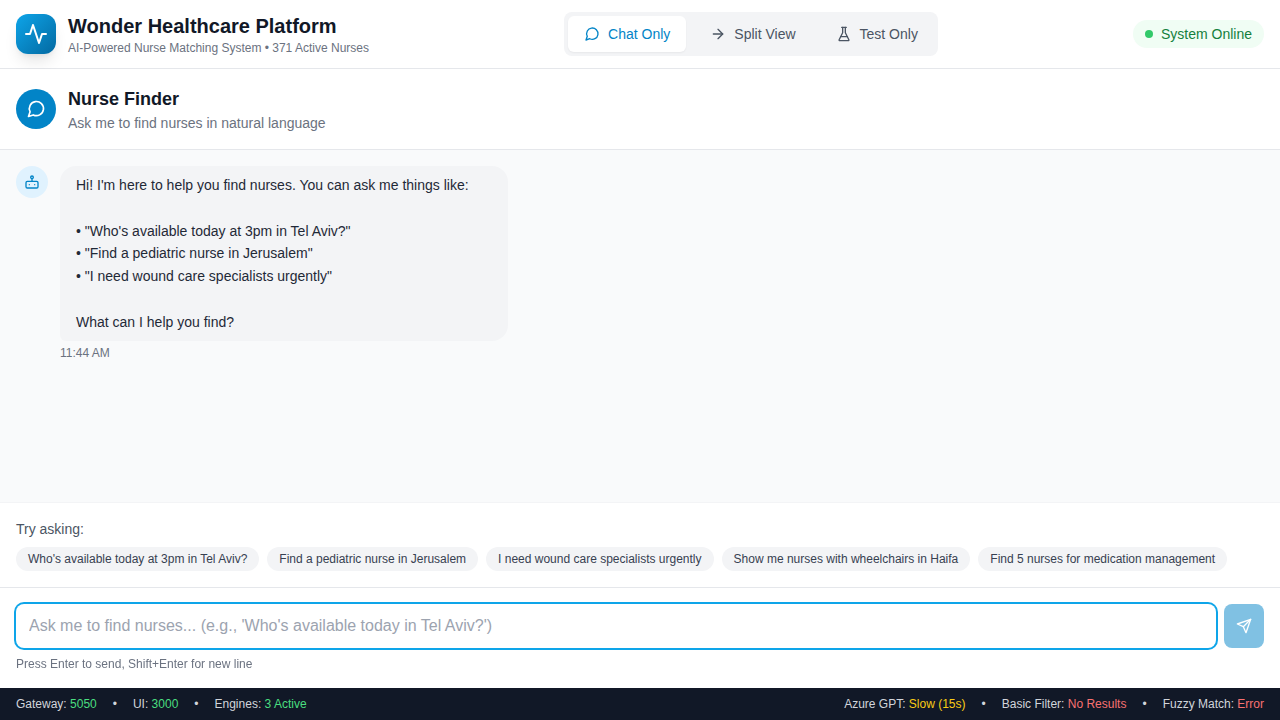 Wonder Healthcare Platform
AI-Powered Nurse Matching System • 371 Active Nurses
Chat Only
Split View
Test Only
System Online
Nurse Finder
Ask me to find nurses in natural language
Hi! I'm here to help you find nurses. You can ask me things like:
• "Who's available today at 3pm in Tel Aviv?"
• "Find a pediatric nurse in Jerusalem"
• "I need wound care specialists urgently"
What can I help you find?
11:44 AM
Try asking:
Who's available today at 3pm in Tel Aviv?
Find a pediatric nurse in Jerusalem
I need wound care specialists urgently
Show me nurses with wheelchairs in Haifa
Find 5 nurses for medication management
Ask me to find nurses... (e.g., 'Who's available today in Tel Aviv?')
Press Enter to send, Shift+Enter for new line
Gateway: 5050 • UI: 3000 • Engines: 3 Active
Azure GPT: Slow (15s) • Basic Filter: No Results • Fuzzy Match: Error